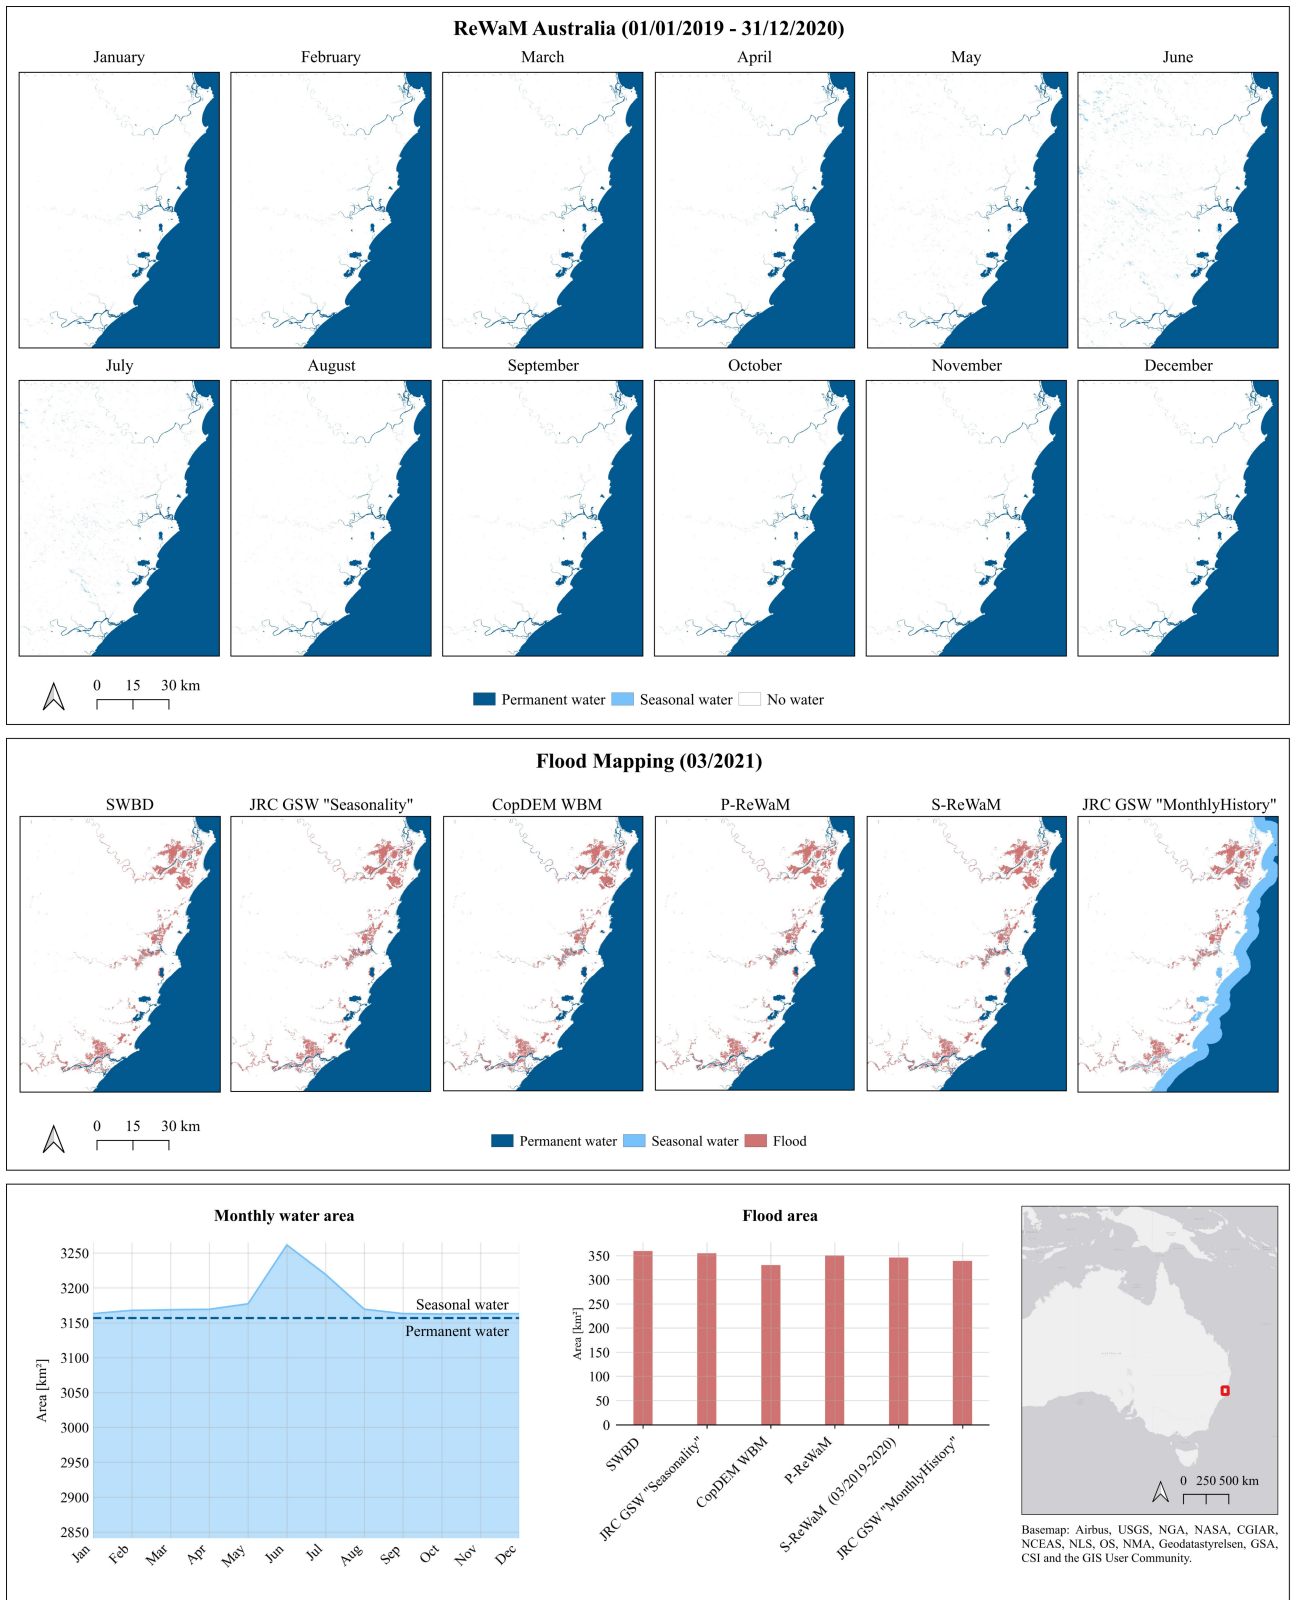 ReWaM Australia (01/01/2019 - 31/12/2020)
January
February
March
April
May
June
July
August
September
October
November
December
0 15 30 km
Permanent water
Seasonal water
No water
Flood Mapping (03/2021)
SWBD
JRC GSW "Seasonality"
CopDEM WBM
P-ReWaM
S-ReWaM
JRC GSW "MonthlyHistory"
0 15 30 km
Permanent water
Seasonal water
Flood
Monthly water area
Area [km²]
3250
3200
3150
3100
3050
3000
2950
2900
2850
Seasonal water
Permanent water
Jan
Feb
Mar
Apr
May
Jun
Jul
Aug
Sep
Oct
Nov
Dec
Flood area
Area [km²]
350
300
250
200
150
100
50
0
SWBD
JRC GSW "Seasonality"
CopDEM WBM
P-ReWaM
S-ReWaM (03/2019-2020)
JRC GSW "MonthlyHistory"
0 250 500 km
Basemap: Airbus, USGS, NGA, NASA, CGIAR,
NCEAS, NLS, OS, NMA, Geodatastyrelsen, GSA,
CSI and the GIS User Community.